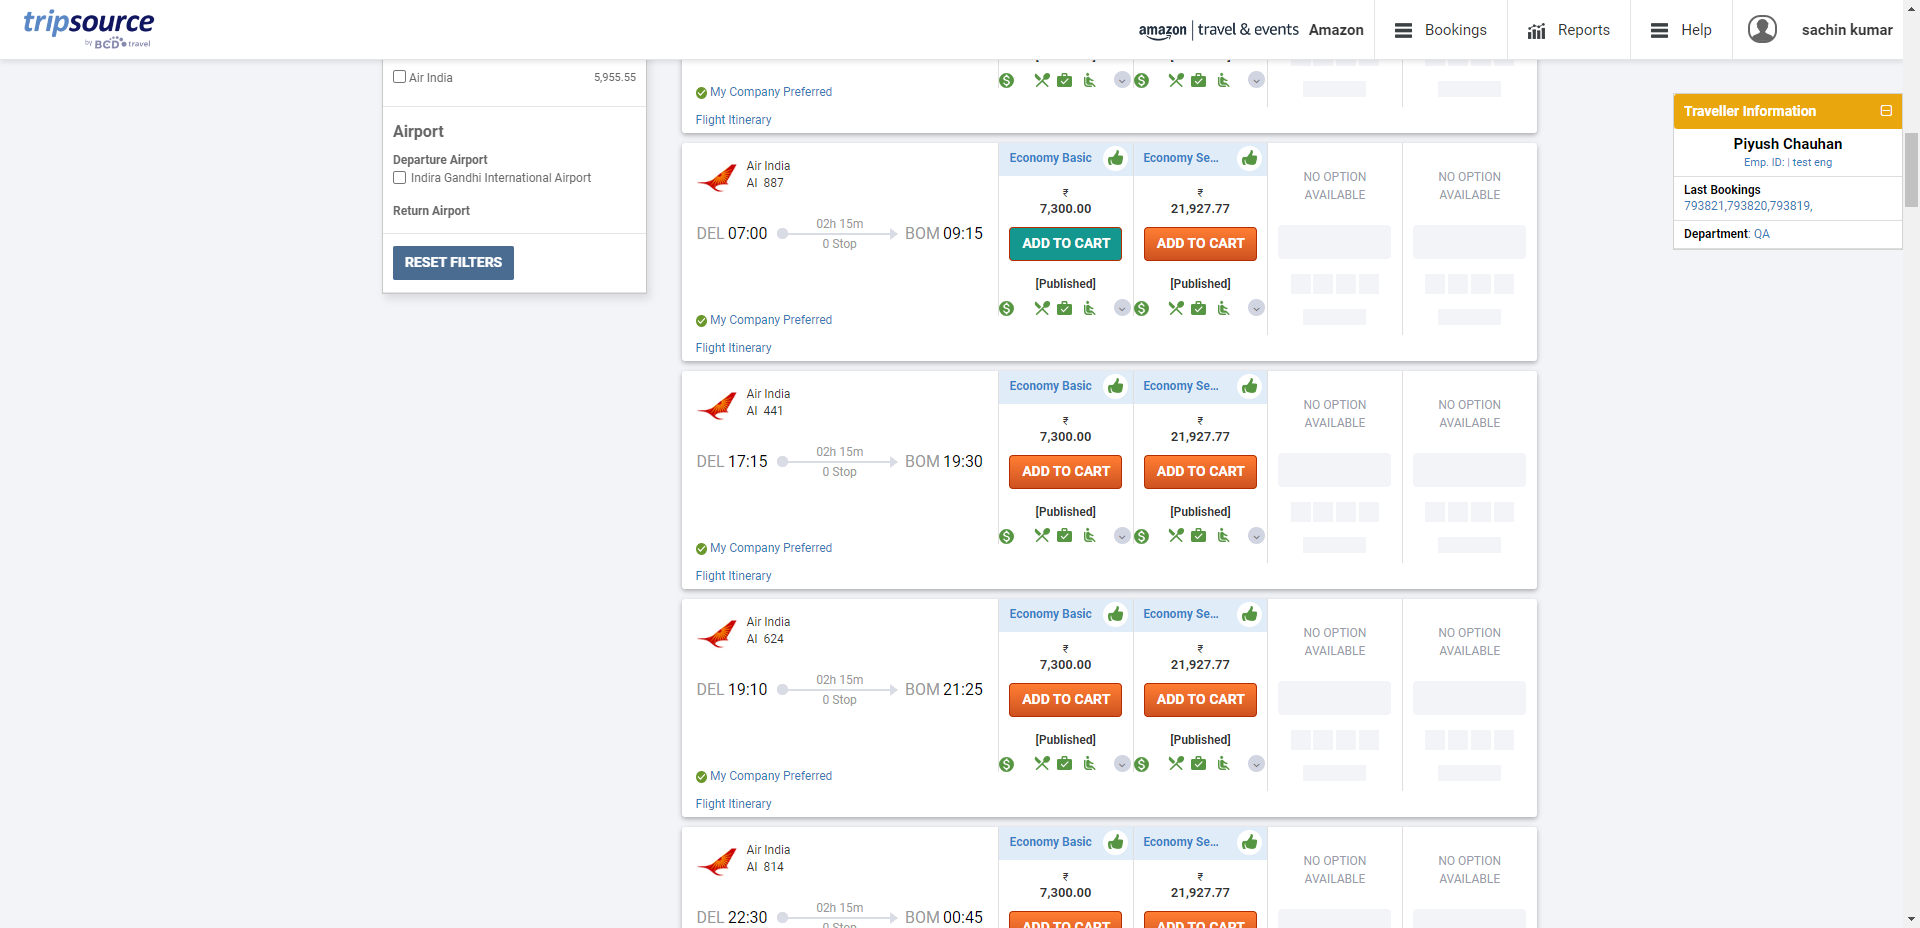 tripsource
by BCD travel
amazon | travel & events Amazon
Bookings
Reports
Help
sachin kumar
Air India 5,955.55
Airport
Departure Airport
Indira Gandhi International Airport
Return Airport
RESET FILTERS
My Company Preferred
Flight Itinerary
Air India
AI 887
DEL 07:00
02h 15m
0 Stop
BOM 09:15
My Company Preferred
Flight Itinerary
Economy Basic
₹
7,300.00
ADD TO CART
[Published]
Economy Se...
₹
21,927.77
ADD TO CART
[Published]
NO OPTION
AVAILABLE
NO OPTION
AVAILABLE
Air India
AI 441
DEL 17:15
02h 15m
0 Stop
BOM 19:30
My Company Preferred
Flight Itinerary
Economy Basic
₹
7,300.00
ADD TO CART
[Published]
Economy Se...
₹
21,927.77
ADD TO CART
[Published]
NO OPTION
AVAILABLE
NO OPTION
AVAILABLE
Air India
AI 624
DEL 19:10
02h 15m
0 Stop
BOM 21:25
My Company Preferred
Flight Itinerary
Economy Basic
₹
7,300.00
ADD TO CART
[Published]
Economy Se...
₹
21,927.77
ADD TO CART
[Published]
NO OPTION
AVAILABLE
NO OPTION
AVAILABLE
Air India
AI 814
DEL 22:30
02h 15m
0 Stop
BOM 00:45
Economy Basic
₹
7,300.00
ADD TO CART
Economy Se...
₹
21,927.77
ADD TO CART
NO OPTION
AVAILABLE
NO OPTION
AVAILABLE
Traveller Information
Piyush Chauhan
Emp. ID: | test eng
Last Bookings
793821,793820,793819,
Department: QA